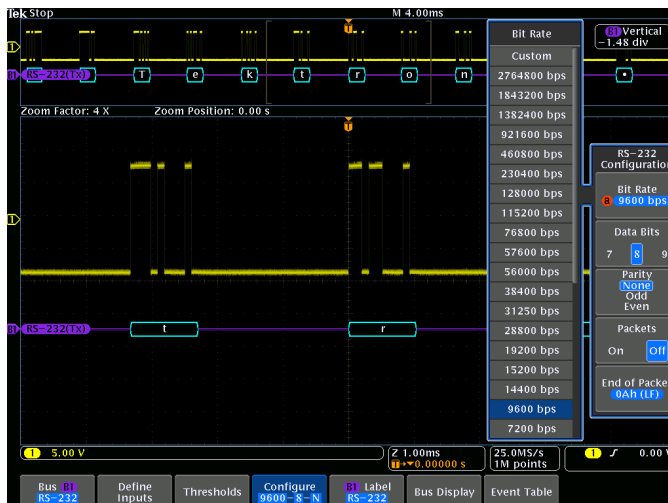 Tek Stop
M 4.00ms
B1 Vertical
-1.48 div
1
T
B1 RS-232(Tx)
T e k t r o n •
Zoom Factor: 4 X
Zoom Position: 0.00 s
T
1
B1 RS-232(Tx)
t r
Bit Rate
Custom
2764800 bps
1843200 bps
1382400 bps
921600 bps
460800 bps
230400 bps
128000 bps
115200 bps
76800 bps
57600 bps
56000 bps
38400 bps
31250 bps
28800 bps
19200 bps
15200 bps
14400 bps
9600 bps
7200 bps
RS-232
Configuration
Bit Rate
a 9600 bps
Data Bits
7 8 9
Parity
None
Odd
Even
Packets
On Off
End of Packe
0Ah (LF)
1 5.00 V
Z 1.00ms
T→▼0.00000 s
25.0MS/s
1M points
1 0.00 V
Bus B1
RS-232
Define
Inputs
Thresholds
Configure
9600-8-N
B1 Label
RS-232
Bus Display
Event Table